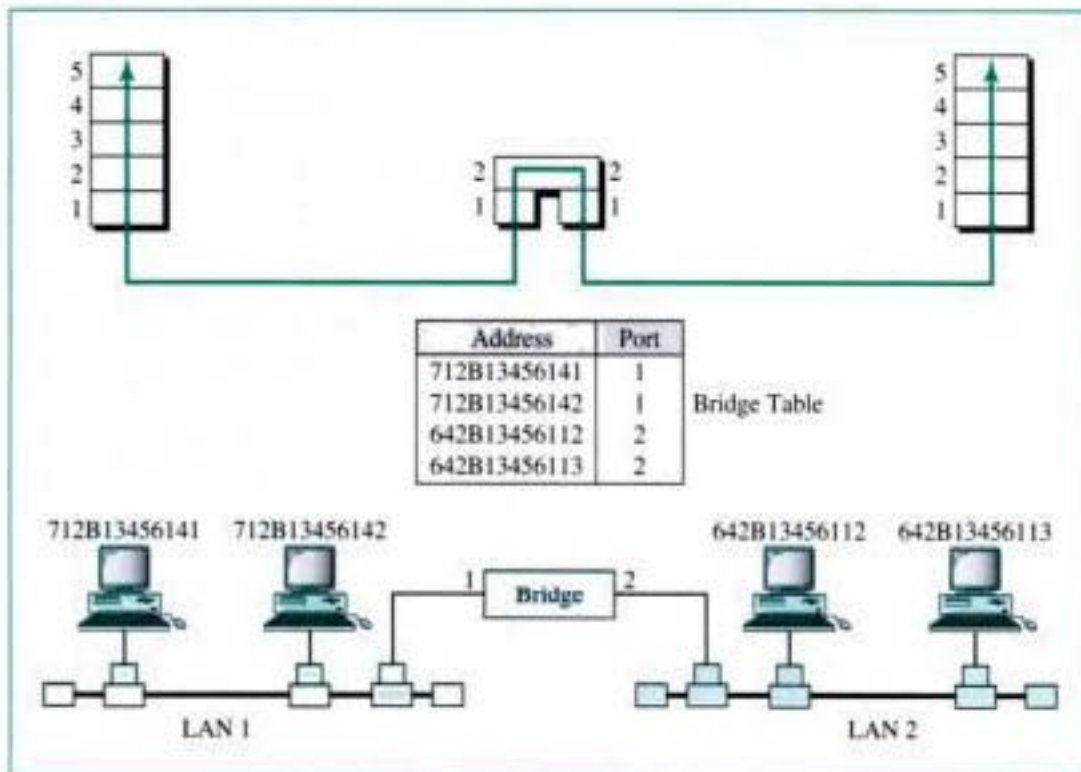 5
4
3
2
1
2
1
2
1
5
4
3
2
1
Address Port
712B13456141 1
712B13456142 1
642B13456112 2
642B13456113 2
Bridge Table
712B13456141 712B13456142 642B13456112 642B13456113
1 Bridge 2
LAN 1 LAN 2